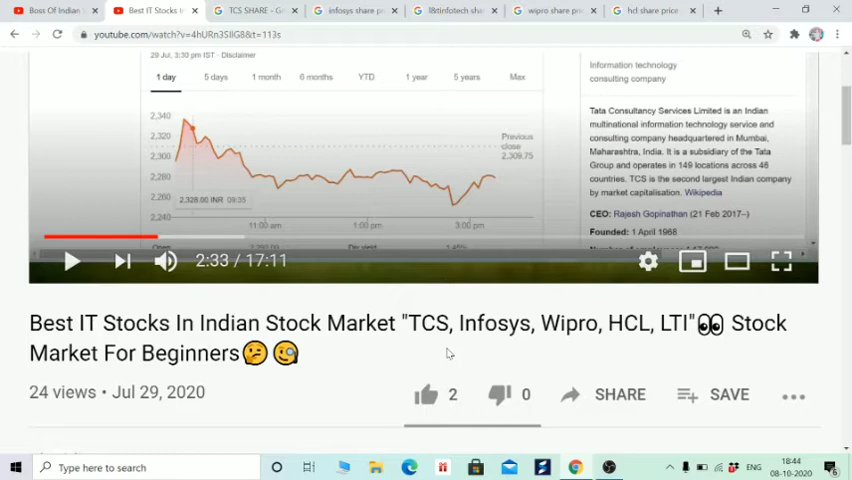 Boss Of Indian S
Best IT Stocks In
TCS SHARE - G
infosys share pr
l&tinfotech sha
wipro share pric
hcl share price
youtube.com/watch?v=4hURn3SIlG8&t=113s
29 Jul, 3:30 pm IST - Disclaimer
1 day 5 days 1 month 6 months YTD 1 year 5 years Max
2,340
2,320
2,300
2,280
2,260
2,240
Previous
close
2,309.75
2,328.00 INR 09:35
11:00 am 1:00 pm 3:00 pm
Open Div yield
Information technology
consulting company
Tata Consultancy Services Limited is an Indian
multinational information technology service and
consulting company headquartered in Mumbai,
Maharashtra, India. It is a subsidiary of the Tata
Group and operates in 149 locations across 46
countries. TCS is the second largest Indian company
by market capitalisation. Wikipedia
CEO: Rajesh Gopinathan (21 Feb 2017–)
Founded: 1 April 1968
2:33 / 17:11
Best IT Stocks In Indian Stock Market "TCS, Infosys, Wipro, HCL, LTI"👀 Stock
Market For Beginners🤔 🧐
24 views • Jul 29, 2020
2 0 SHARE SAVE
Type here to search
ENG
18:44
08-10-2020
6